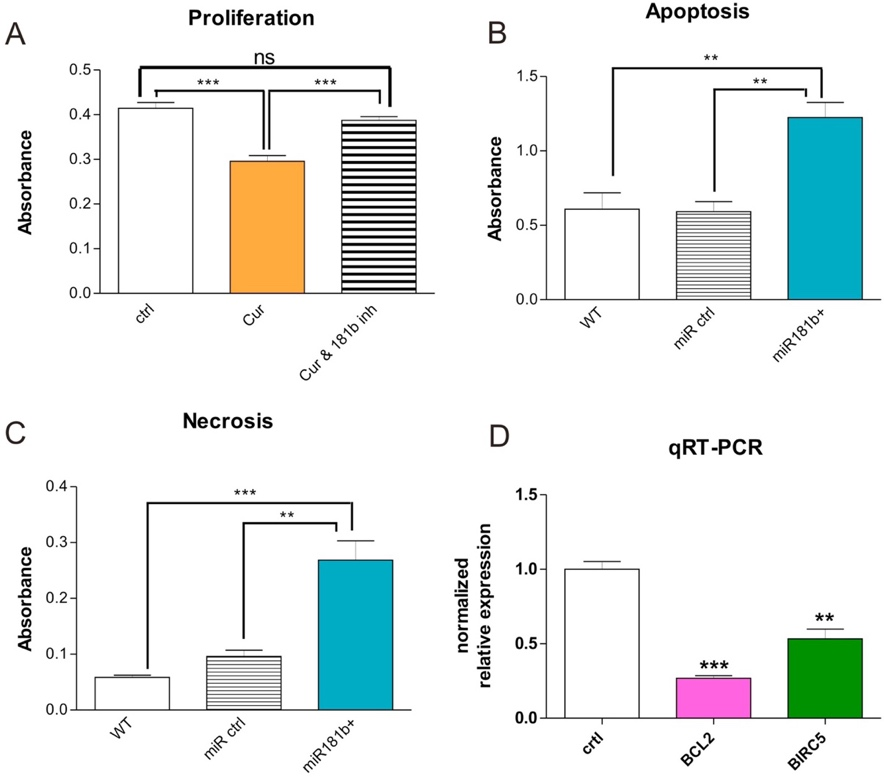 A
Proliferation
ns
***
***
0.5
0.4
0.3
0.2
0.1
0.0
Absorbance
ctrl
Cur
Cur & 181b inh
B
Apoptosis
**
**
1.5
1.0
0.5
0.0
Absorbance
WT
miR ctrl
miR181b+
C
Necrosis
***
**
0.4
0.3
0.2
0.1
0.0
Absorbance
WT
miR ctrl
miR181b+
D
qRT-PCR
1.5
1.0
0.5
0.0
normalized
relative expression
***
**
crtl
BCL2
BIRC5